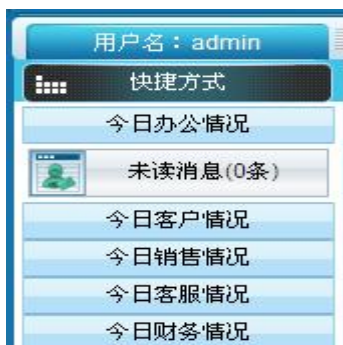 用户名：admin
快捷方式
今日办公情况
未读消息(0条)
今日客户情况
今日销售情况
今日客服情况
今日财务情况